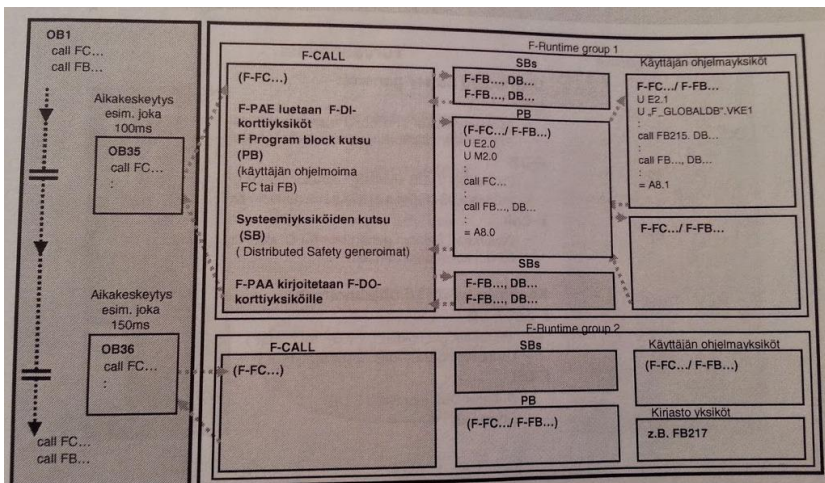 OB1
call FC...
call FB...
Aikakeskeytys
esim. joka
100ms
OB35
call FC...
:
Aikakeskeytys
esim. joka
150ms
OB36
call FC...
:
call FC...
call FB...
F-Runtime group 1
F-CALL
(F-FC...)
F-PAE luetaan F-DI-
korttiyksiköt
F Program block kutsu
(PB)
(käyttäjän ohjelmoima
FC tai FB)
Systeemiyksiköiden kutsu
(SB)
( Distributed Safety generoimat)
F-PAA kirjoitetaan F-DO-
korttiyksiköille
SBs
F-FB..., DB...
F-FB..., DB...
PB
(F-FC.../ F-FB...)
U E2.0
U M2.0
:
call FC...
:
call FB..., DB...
:
= A8.0
SBs
F-FB..., DB...
F-FB..., DB...
Käyttäjän ohjelmayksiköt
F-FC.../ F-FB...
U E2.1
U „F_GLOBALDB".VKE1
:
call FB215. DB...
:
call FB..., DB...
:
= A8.1
F-FC.../ F-FB...
F-Runtime group 2
F-CALL
(F-FC...)
SBs
PB
(F-FC.../ F-FB...)
Käyttäjän ohjelmayksiköt
(F-FC.../ F-FB...)
Kirjasto yksiköt
z.B. FB217